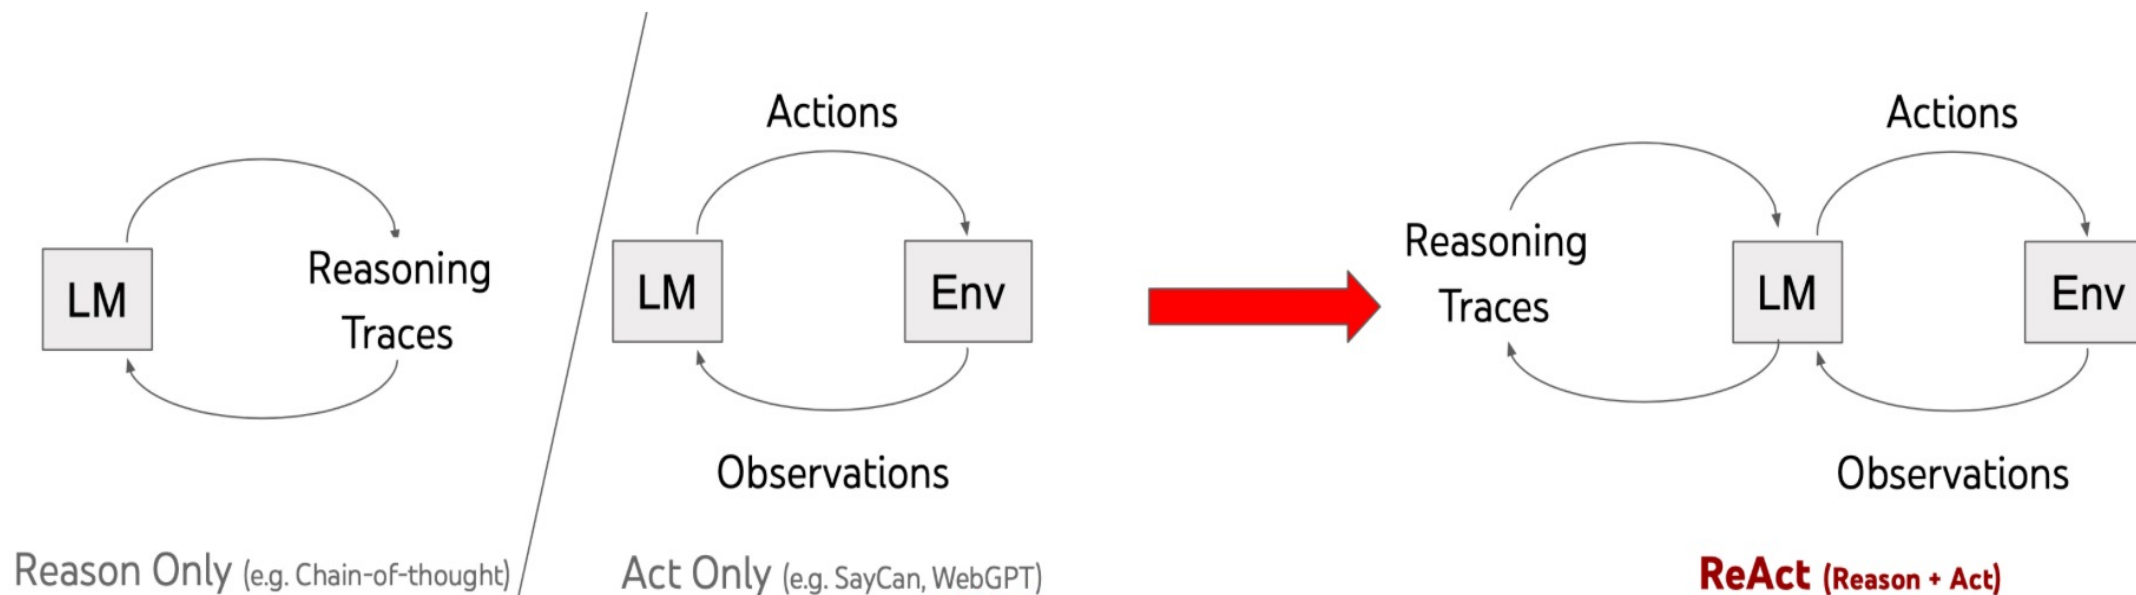 LM
Reasoning
Traces
Reason Only (e.g. Chain-of-thought)
Actions
LM
Env
Observations
Act Only (e.g. SayCan, WebGPT)
Actions
Reasoning
Traces
LM
Env
Observations
ReAct (Reason + Act)